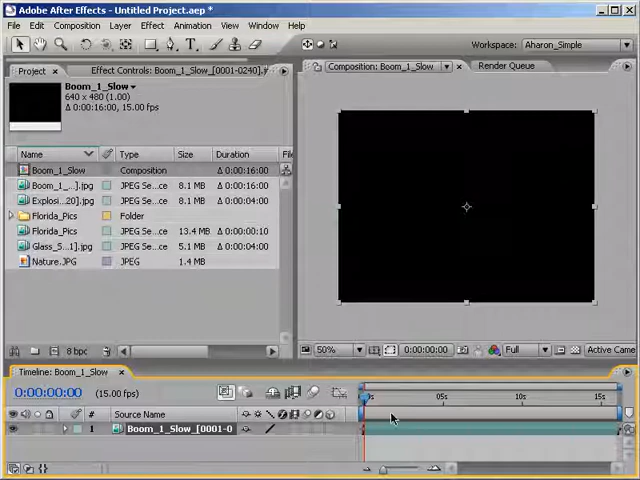 Adobe After Effects - Untitled Project.aep *
File Edit Composition Layer Effect Animation View Window Help
Workspace: Aharon_Simple
Project Effect Controls: Boom_1_Slow_[0001-0240].
Composition: Boom_1_Slow Render Queue
Boom_1_Slow
640 x 480 (1.00)
Δ 0:00:16:00, 15.00 fps
Name Type Size Duration File
Boom_1_Slow Composition Δ 0:00:16:00
Boom_1_...].jpg JPEG Se...ce 8.1 MB Δ 0:00:16:00
Explosi...20].jpg JPEG Se...ce 8.1 MB Δ 0:00:04:00
Florida_Pics Folder
Florida_Pics JPEG Se...ce 13.4 MB Δ 0:00:00:10
Glass_S...1].jpg JPEG Se...ce 5.1 MB Δ 0:00:04:00
Nature.JPG JPEG 1.4 MB
8 bpc
50% 0:00:00:00 Full Active Came
Timeline: Boom_1_Slow
0:00:00:00 (15.00 fps)
0s 05s 10s 15s
# Source Name
1 Boom_1_Slow_[0001-0